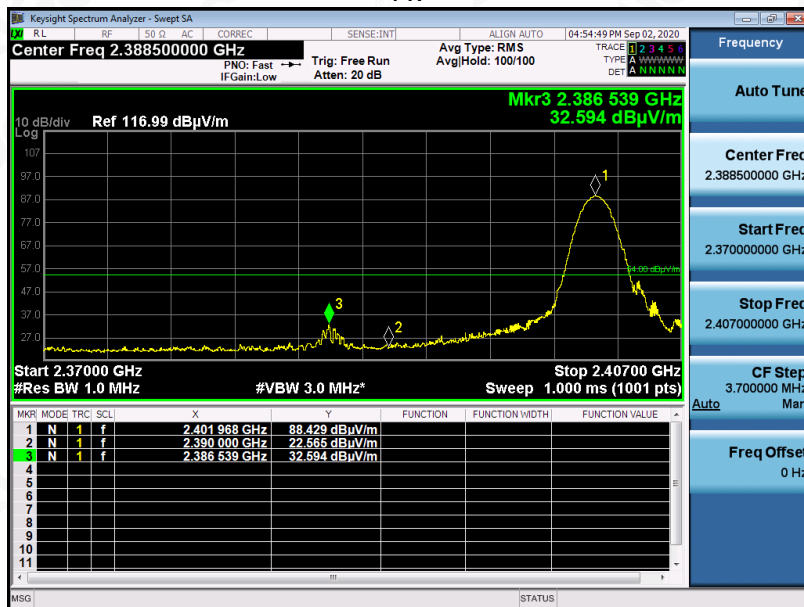 Keysight Spectrum Analyzer - Swept SA
LXI RL RF 50 Ω AC CORREC SENSE:INT ALIGN AUTO 04:54:49 PM Sep 02, 2020
Center Freq 2.388500000 GHz
PNO: Fast
IFGain:Low
Trig: Free Run
Atten: 20 dB
Avg Type: RMS
Avg|Hold: 100/100
TRACE 1 2 3 4 5 6
TYPE A WWWWW
DET A N N N N N
Mkr3 2.386 539 GHz
32.594 dBµV/m
10 dB/div Ref 116.99 dBµV/m
Log
107
97.0
87.0
77.0
67.0
57.0
47.0
37.0
27.0
1
54.00 dBµV/m
3
2
Start 2.37000 GHz
Stop 2.40700 GHz
#Res BW 1.0 MHz #VBW 3.0 MHz* Sweep 1.000 ms (1001 pts)
MKR MODE TRC SCL X Y FUNCTION FUNCTION WIDTH FUNCTION VALUE
1 N 1 f 2.401 968 GHz 88.429 dBµV/m
2 N 1 f 2.390 000 GHz 22.565 dBµV/m
3 N 1 f 2.386 539 GHz 32.594 dBµV/m
4
5
6
7
8
9
10
11
MSG STATUS
Frequency
Auto Tune
Center Freq
2.388500000 GHz
Start Freq
2.370000000 GHz
Stop Freq
2.407000000 GHz
CF Step
3.700000 MHz
Auto Man
Freq Offset
0 Hz